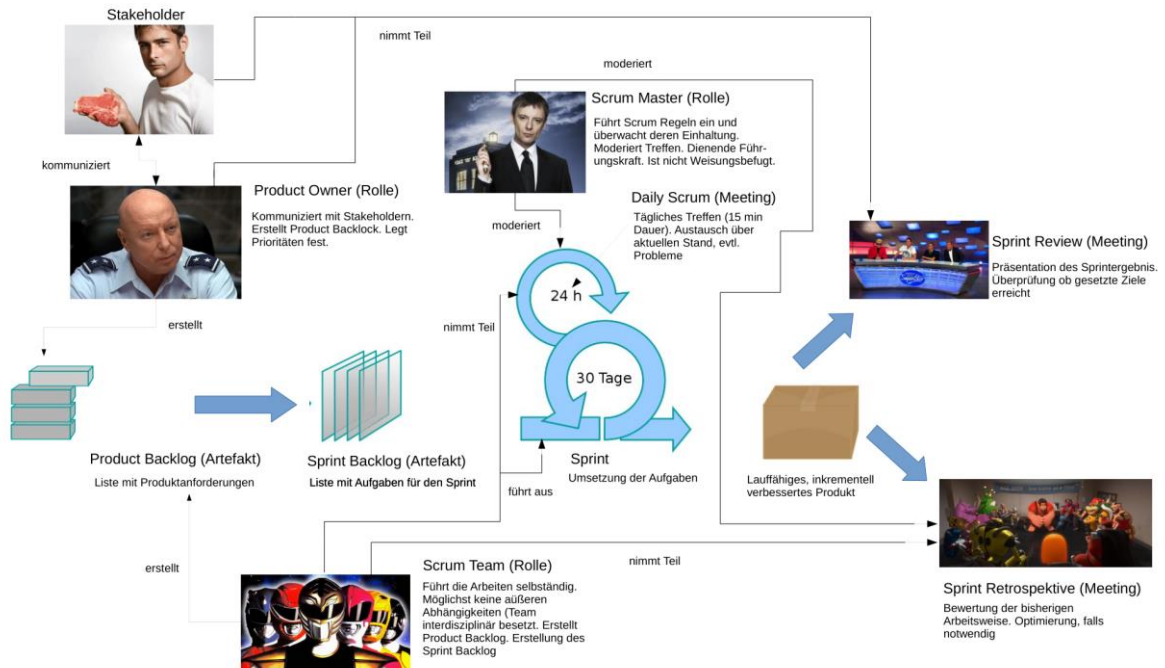 Stakeholder
nimmt Teil
moderiert
Scrum Master (Rolle)
Führt Scrum Regeln ein und
überwacht deren Einhaltung.
Moderiert Treffen. Dienende Füh-
rungskraft. Ist nicht Weisungsbefugt.
kommuniziert
Product Owner (Rolle)
Kommuniziert mit Stakeholdern.
Erstellt Product Backlock. Legt
Prioritäten fest.
moderiert
Daily Scrum (Meeting)
Tägliches Treffen (15 min
Dauer). Austausch über
aktuellen Stand, evtl.
Probleme
Sprint Review (Meeting)
Präsentation des Sprintergebnis.
Überprüfung ob gesetzte Ziele
erreicht
24 h
erstellt
nimmt Teil
30 Tage
Product Backlog (Artefakt)
Liste mit Produktanforderungen
Sprint Backlog (Artefakt)
Liste mit Aufgaben für den Sprint
Sprint
Umsetzung der Aufgaben
führt aus
Lauffähiges, inkrementell
verbessertes Produkt
erstellt
Scrum Team (Rolle)
Führt die Arbeiten selbständig.
Möglichst keine äüßeren
Abhängigkeiten (Team
interdisziplinär besetzt. Erstellt
Product Backlog. Erstellung des
Sprint Backlog
nimmt Teil
Sprint Retrospektive (Meeting)
Bewertung der bisherigen
Arbeitsweise. Optimierung, falls
notwendig